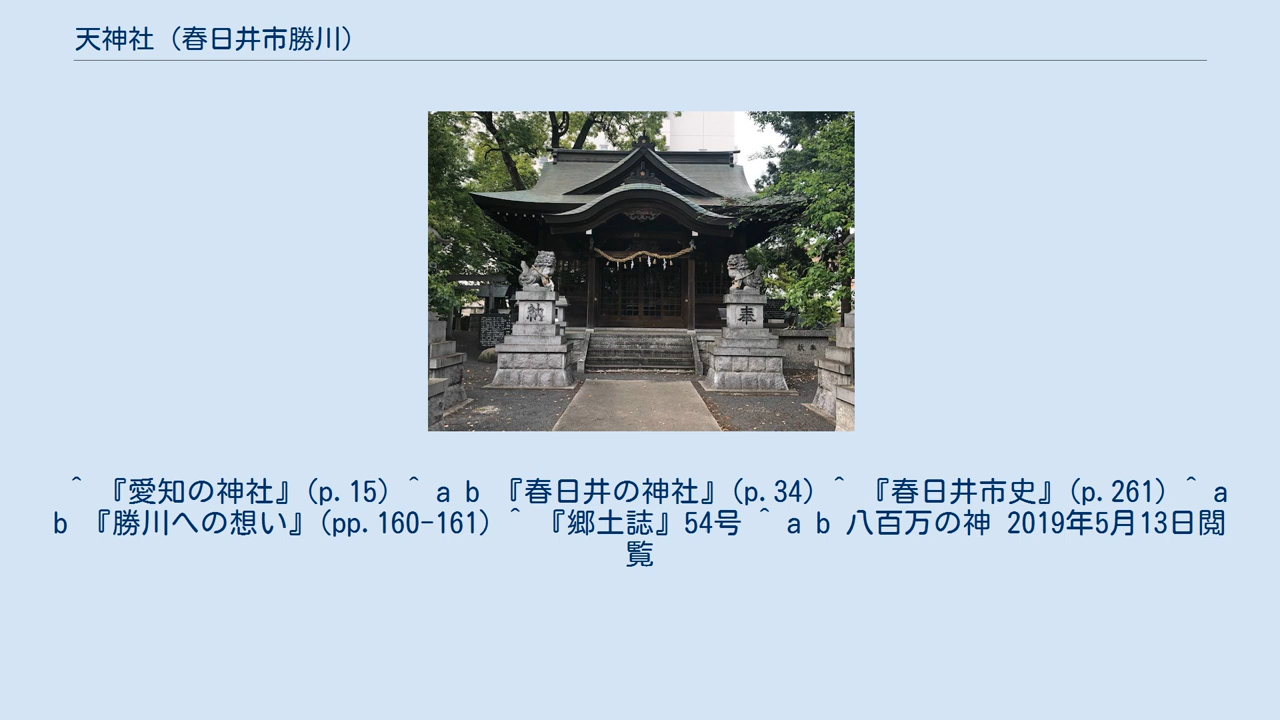 天神社（春日井市勝川）
納
奉
^ 『愛知の神社』(p.15) ^ a b 『春日井の神社』(p.34) ^ 『春日井市史』(p.261) ^ a
b 『勝川への想い』(pp.160-161) ^ 『郷土誌』54号 ^ a b 八百万の神 2019年5月13日閲
覧